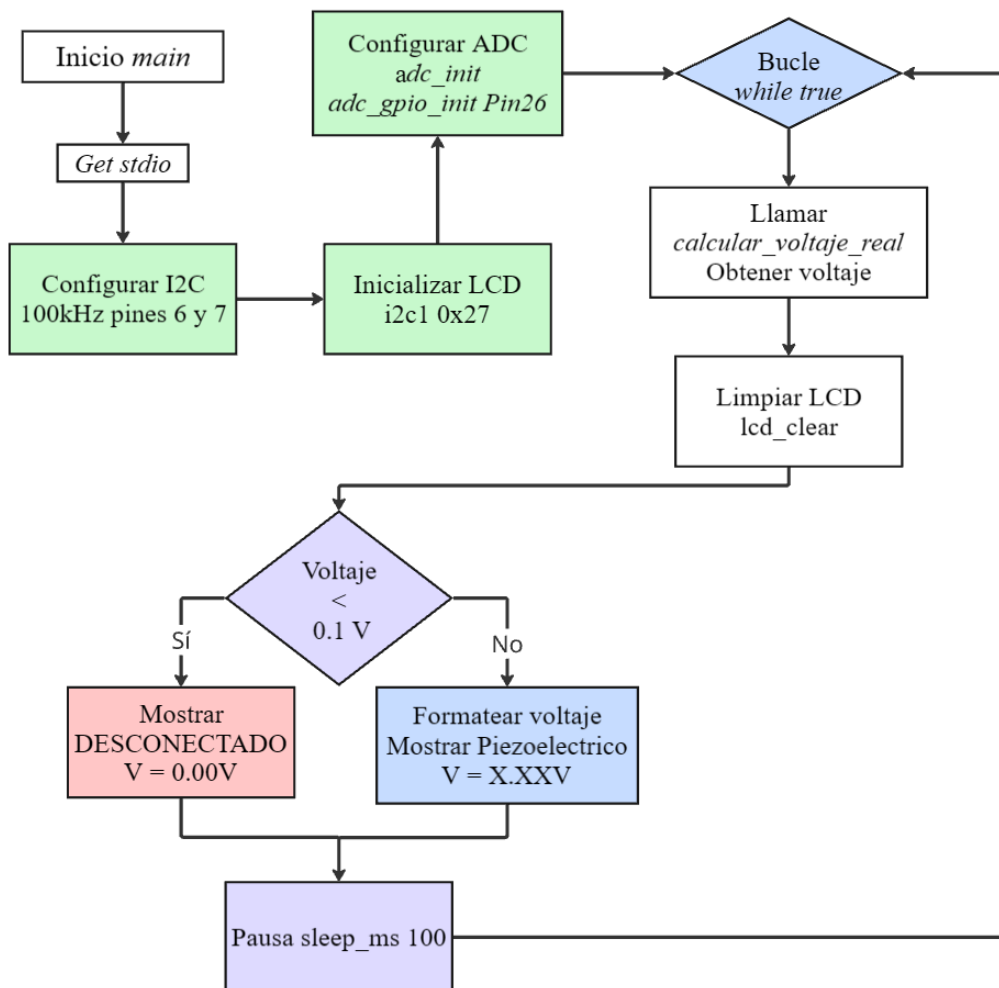 Inicio main
Get stdio
Configurar I2C
100kHz pines 6 y 7
Inicializar LCD
i2c1 0x27
Configurar ADC
adc_init
adc_gpio_init Pin26
Bucle
while true
Llamar
calcular_voltaje_real
Obtener voltaje
Limpiar LCD
lcd_clear
Voltaje
<
0.1 V
Sí
No
Mostrar
DESCONECTADO
V = 0.00V
Formatear voltaje
Mostrar Piezoelectrico
V = X.XXV
Pausa sleep_ms 100